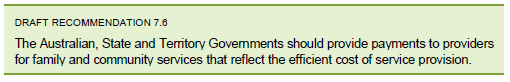 DRAFT RECOMMENDATION 7.6
The Australian, State and Territory Governments should provide payments to providers
for family and community services that reflect the efficient cost of service provision.